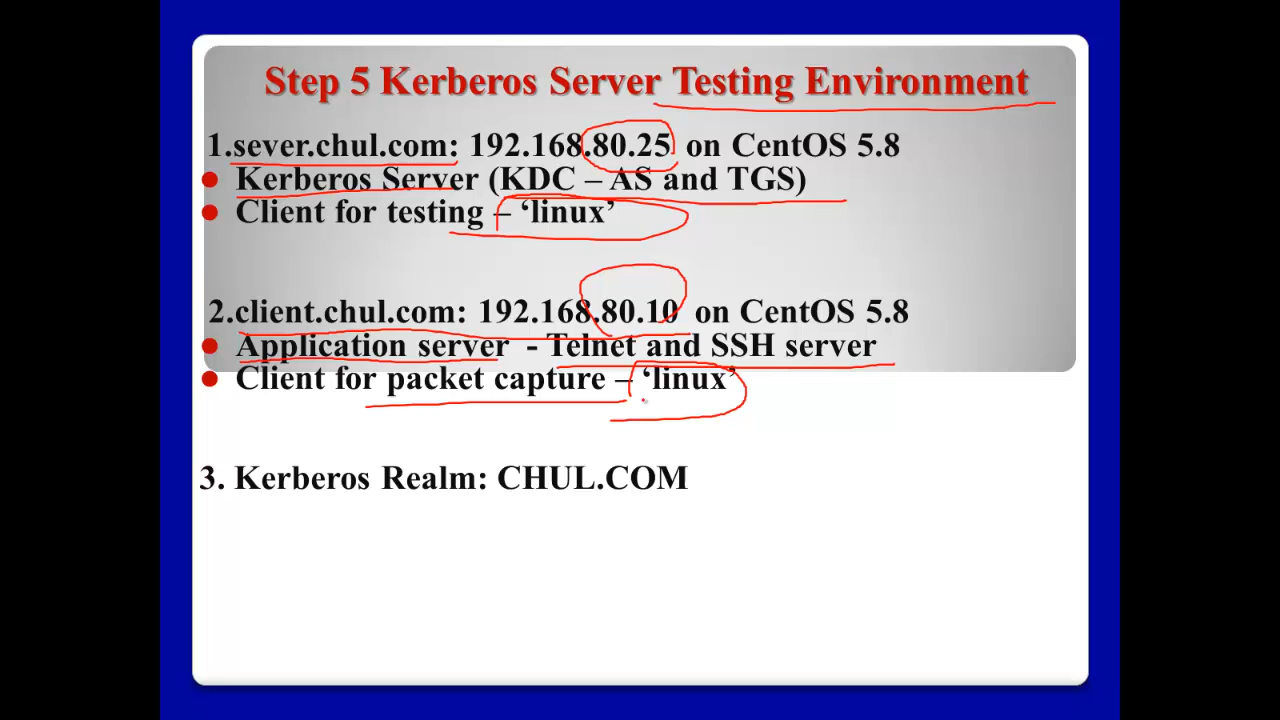 Step 5 Kerberos Server Testing Environment
1.sever.chul.com: 192.168.80.25 on CentOS 5.8
● Kerberos Server (KDC – AS and TGS)
● Client for testing – ‘linux’
2.client.chul.com: 192.168.80.10 on CentOS 5.8
● Application server - Telnet and SSH server
● Client for packet capture – ‘linux’
3. Kerberos Realm: CHUL.COM